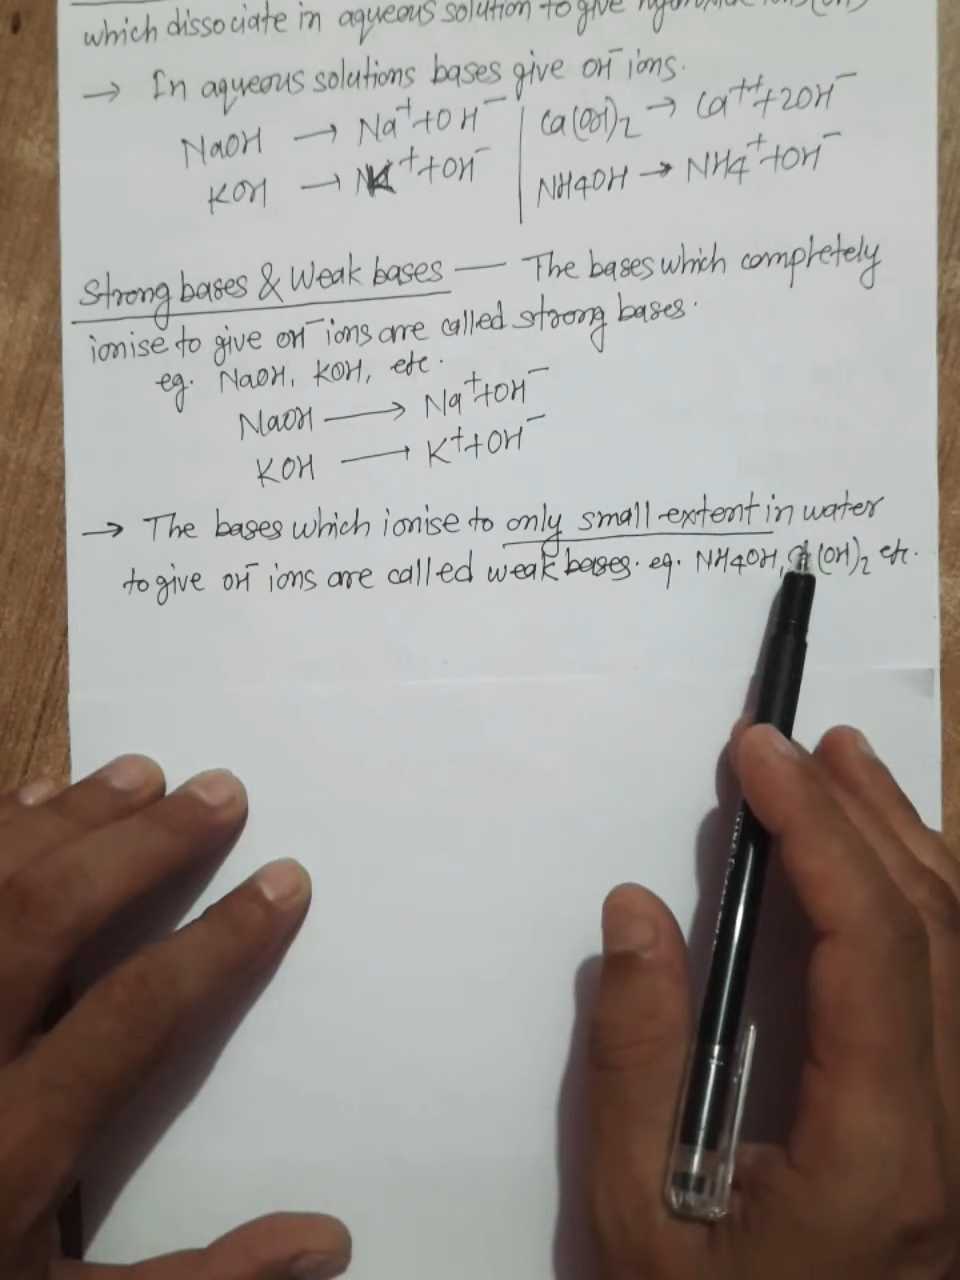 which dissociate in aqueous solution to give
→ In aqueous solutions bases give OH⁻ ions.
NaOH → Na⁺+OH⁻ | Ca(OH)₂ → Ca⁺⁺+2OH⁻
KOH → K⁺+OH⁻ | NH4OH → NH4⁺+OH⁻
Strong bases & Weak bases — The bases which completely
ionise to give OH⁻ ions are called strong bases.
eg. NaOH, KOH, etc.
NaOH → Na⁺+OH⁻
KOH → K⁺+OH⁻
→ The bases which ionise to only small extent in water
to give OH⁻ ions are called weak bases. eg. NH4OH, (OH)₂ etc.